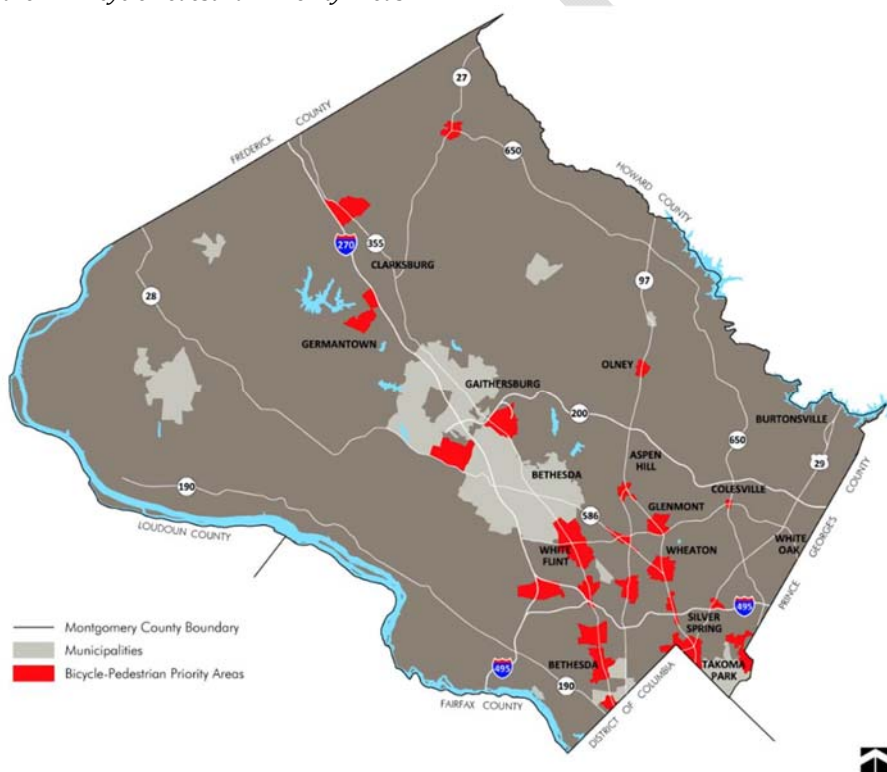 27
FREDERICK COUNTY
650
HOWARD COUNTY
270
355
CLARKSBURG
97
28
GERMANTOWN
OLNEY
GAITHERSBURG
200
BURTONSVILLE
650
29
ASPEN
HILL
BETHESDA
COLESVILLE
190
586
GLENMONT
LOUDOUN COUNTY
WHITE
FLINT
WHEATON
WHITE
OAK
PRINCE GEORGE'S COUNTY
495
SILVER
SPRING
Montgomery County Boundary
Municipalities
Bicycle-Pedestrian Priority Areas
495
BETHESDA
190
TAKOMA
PARK
FAIRFAX COUNTY
DISTRICT OF COLUMBIA